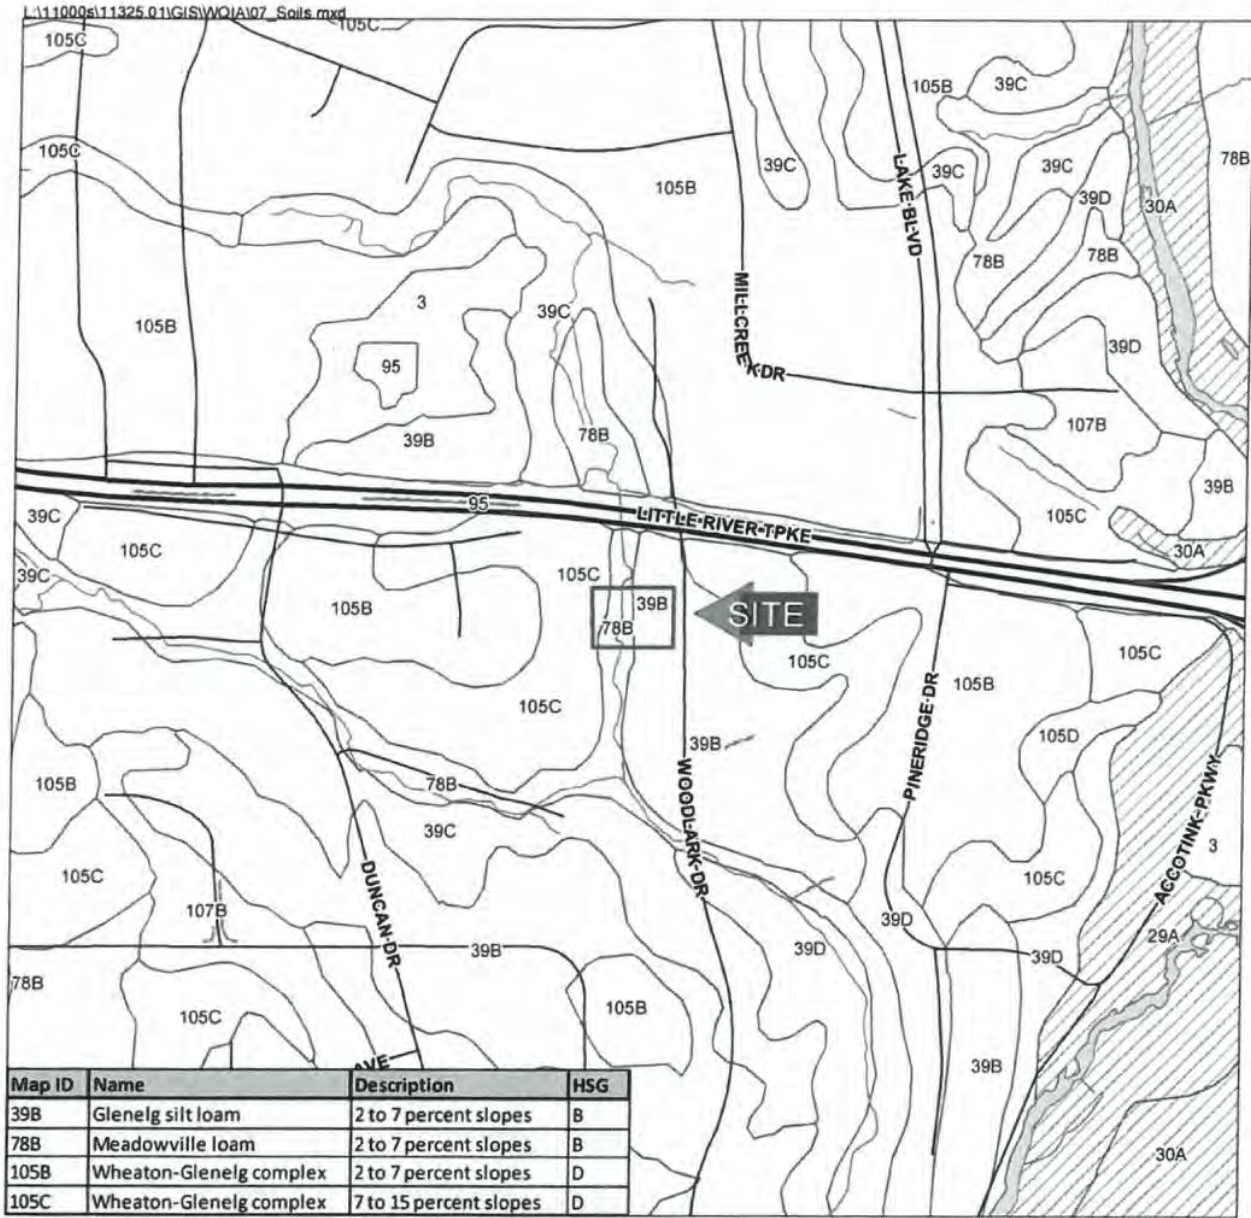 L:\11000s\11325.01\GIS\WQIA\07_Soils.mxd
105C
105C
105B
39C
105C
39C
39C
39C
78B
105B
39D
30A
LAKE BLVD
78B
78B
3
39C
MILL CREEK DR
105B
39D
95
107B
39B
78B
39B
95
LITTLE RIVER TPKE
105C
39C
105C
30A
105C
39C
105B
39B
SITE
78B
105C
105C
105B
105C
PINERIDGE DR
105D
39B
105B
78B
WOODLARK DR
ACCOTINK PKWY
39C
3
105C
105C
DUNCAN DR
107B
39D
29A
39B
39D
39D
78B
105B
105C
39B
AVE
30A
Map ID Name Description HSG
39B Glenelg silt loam 2 to 7 percent slopes B
78B Meadowville loam 2 to 7 percent slopes B
105B Wheaton-Glenelg complex 2 to 7 percent slopes D
105C Wheaton-Glenelg complex 7 to 15 percent slopes D